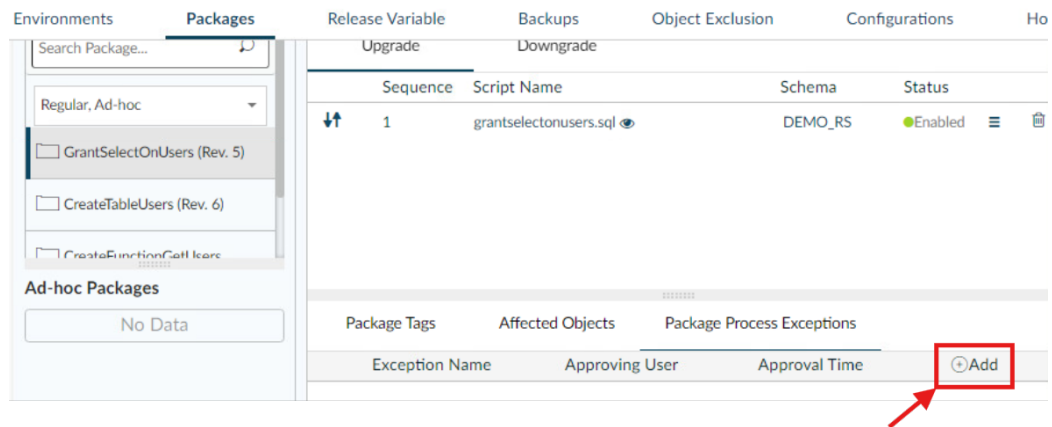 Environments Packages Release Variable Backups Object Exclusion Configurations Ho
Search Package...
Regular, Ad-hoc
GrantSelectOnUsers (Rev. 5)
CreateTableUsers (Rev. 6)
CreateFunctionGetUsers
Ad-hoc Packages
No Data
Upgrade Downgrade
Sequence Script Name Schema Status
1 grantselectonusers.sql DEMO_RS Enabled
Package Tags Affected Objects Package Process Exceptions
Exception Name Approving User Approval Time Add